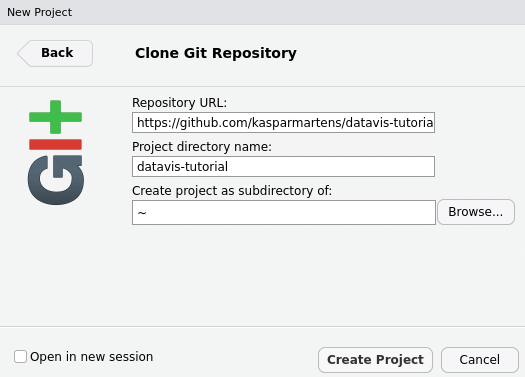 New Project
Back
Clone Git Repository
Repository URL:
https://github.com/kasparmartens/datavis-tutoria
Project directory name:
datavis-tutorial
Create project as subdirectory of:
~
Browse...
Git
Open in new session
Create Project
Cancel